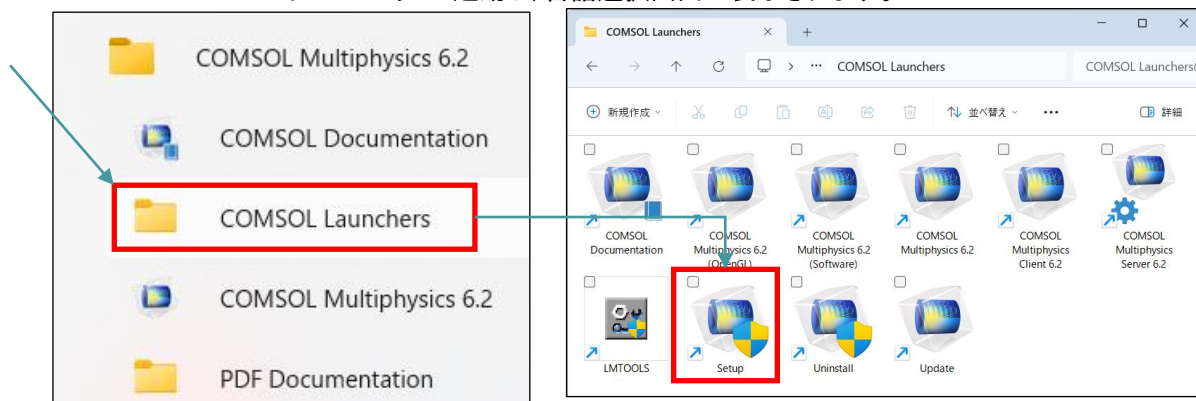 COMSOL Multiphysics 6.2
COMSOL Documentation
COMSOL Launchers
COMSOL Multiphysics 6.2
PDF Documentation
COMSOL Launchers
COMSOL Launchers
COMSOL Launchers
新規作成
並べ替え
詳細
COMSOL
Documentation
COMSOL
Multiphysics 6.2
(OpenGL)
COMSOL
Multiphysics 6.2
(Software)
COMSOL
Multiphysics 6.2
COMSOL
Multiphysics
Client 6.2
COMSOL
Multiphysics
Server 6.2
LMTOOLS
Setup
Uninstall
Update